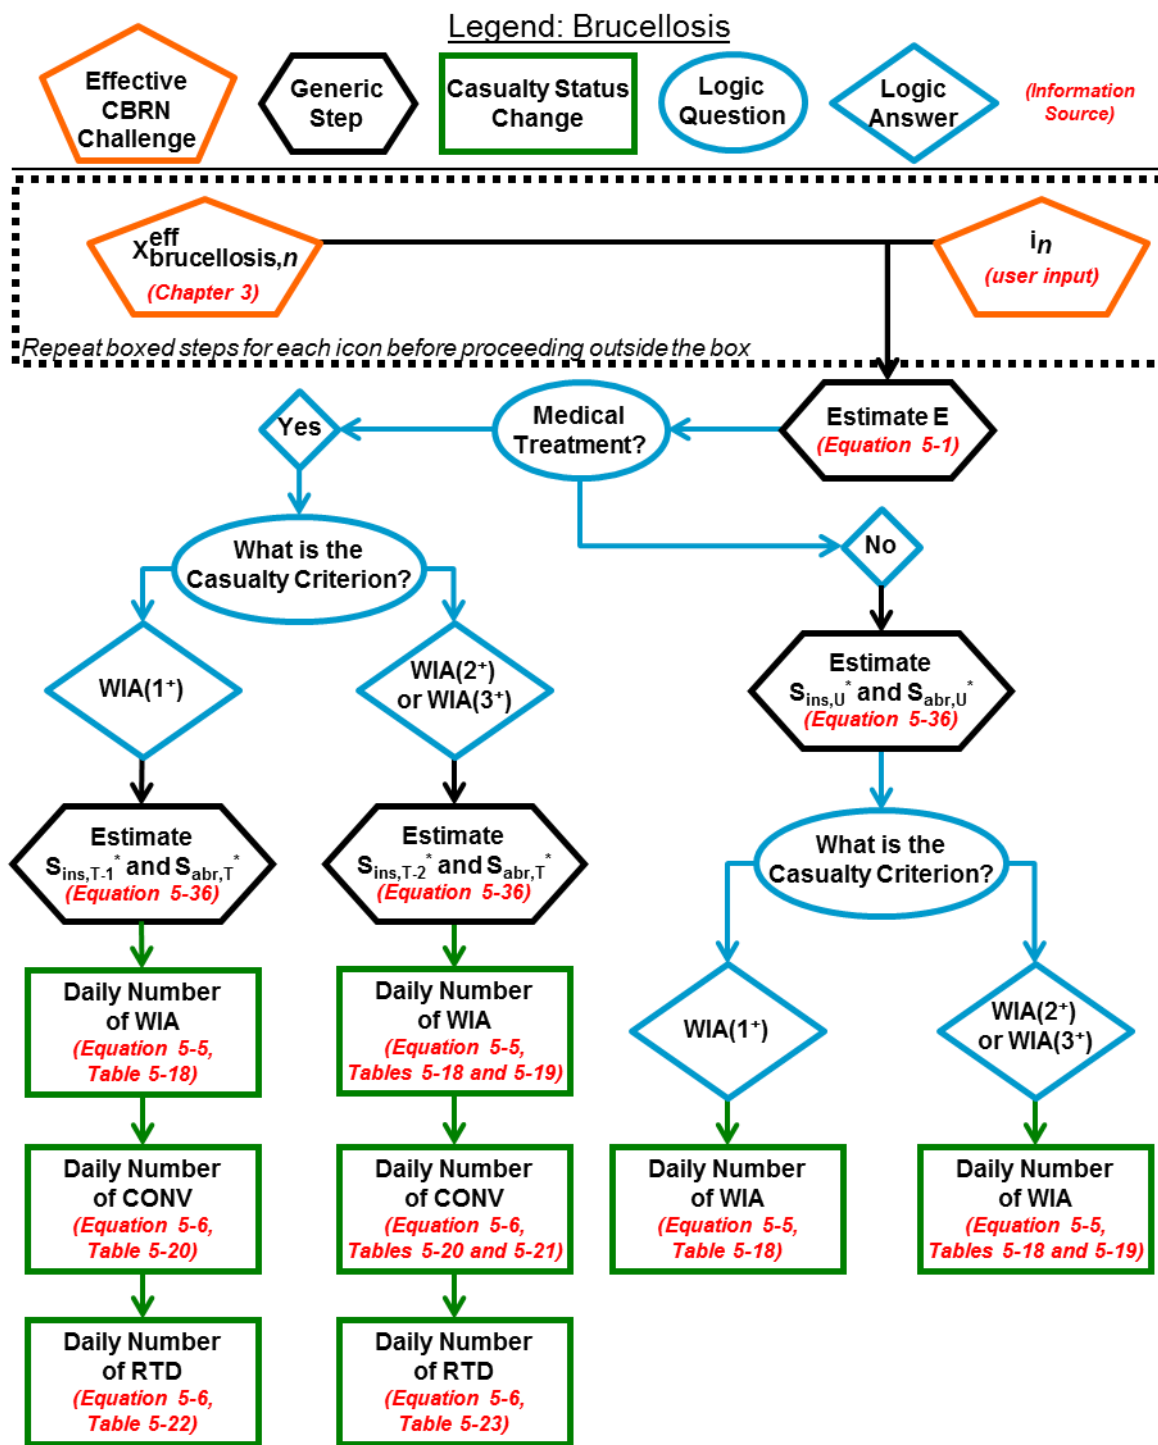 Legend: Brucellosis
Effective
CBRN
Challenge
Generic
Step
Casualty Status
Change
Logic
Question
Logic
Answer
(Information
Source)
X^eff_brucellosis,n
(Chapter 3)
i_n
(user input)
Repeat boxed steps for each icon before proceeding outside the box
Yes
Medical
Treatment?
Estimate E
(Equation 5-1)
What is the
Casualty Criterion?
No
WIA(1⁺)
WIA(2⁺)
or WIA(3⁺)
Estimate
S_ins,U* and S_abr,U*
(Equation 5-36)
Estimate
S_ins,T-1* and S_abr,T*
(Equation 5-36)
Estimate
S_ins,T-2* and S_abr,T*
(Equation 5-36)
What is the
Casualty Criterion?
Daily Number
of WIA
(Equation 5-5,
Table 5-18)
Daily Number
of WIA
(Equation 5-5,
Tables 5-18 and 5-19)
WIA(1⁺)
WIA(2⁺)
or WIA(3⁺)
Daily Number
of CONV
(Equation 5-6,
Table 5-20)
Daily Number
of CONV
(Equation 5-6,
Tables 5-20 and 5-21)
Daily Number
of WIA
(Equation 5-5,
Table 5-18)
Daily Number
of WIA
(Equation 5-5,
Tables 5-18 and 5-19)
Daily Number
of RTD
(Equation 5-6,
Table 5-22)
Daily Number
of RTD
(Equation 5-6,
Table 5-23)